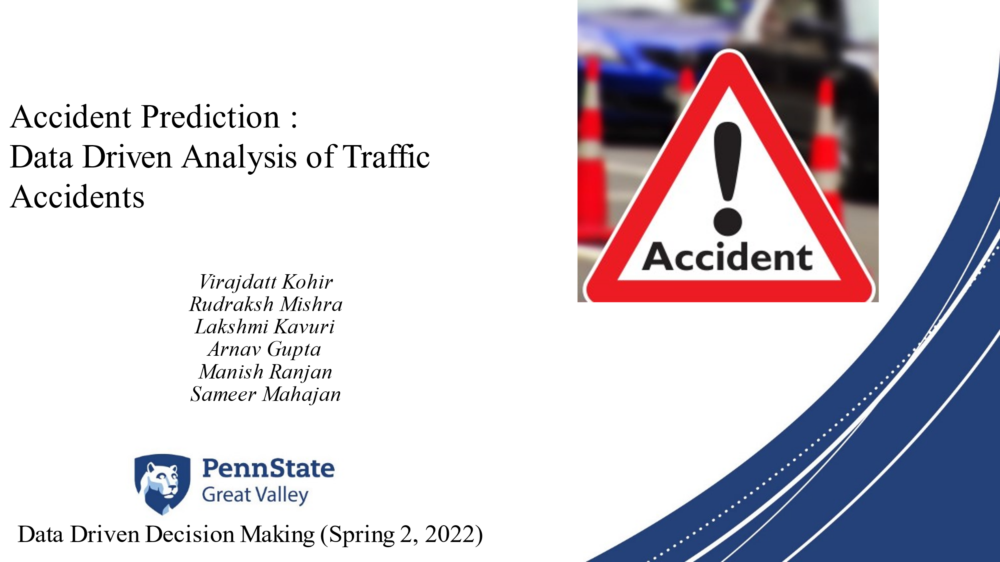 Accident Prediction :
Data Driven Analysis of Traffic
Accidents
Accident
Virajdatt Kohir
Rudraksh Mishra
Lakshmi Kavuri
Arnav Gupta
Manish Ranjan
Sameer Mahajan
PennState
Great Valley
Data Driven Decision Making (Spring 2, 2022)